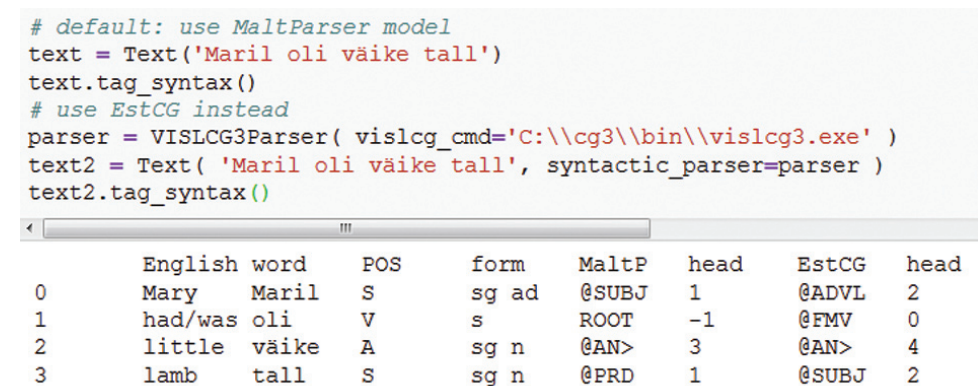 # default: use MaltParser model
text = Text('Maril oli väike tall')
text.tag_syntax()
# use EstCG instead
parser = VISLCG3Parser( vislcg_cmd='C:\\cg3\\bin\\vislcg3.exe' )
text2 = Text( 'Maril oli väike tall', syntactic_parser=parser )
text2.tag_syntax()
English word POS form MaltP head EstCG head
0 Mary Maril S sg ad @SUBJ 1 @ADVL 2
1 had/was oli V s ROOT -1 @FMV 0
2 little väike A sg n @AN> 3 @AN> 4
3 lamb tall S sg n @PRD 1 @SUBJ 2